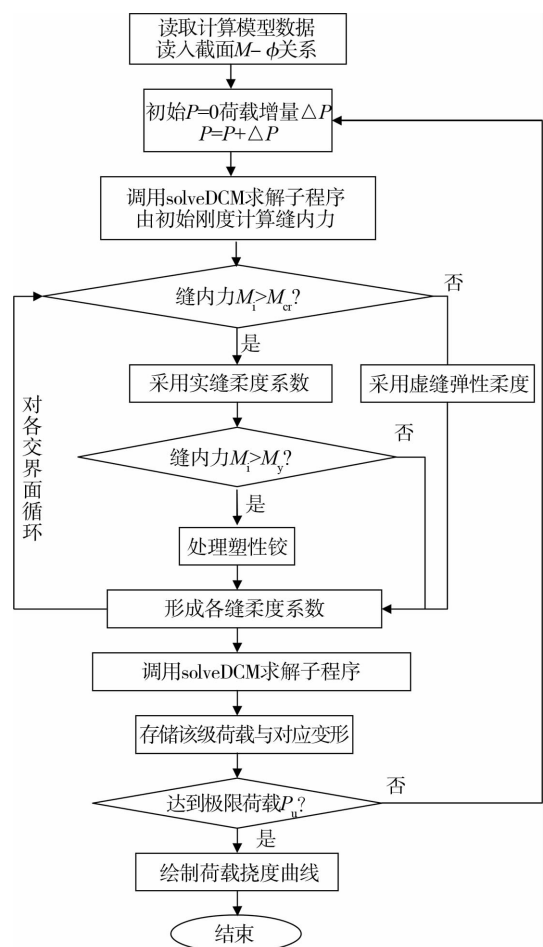 读取计算模型数据
读入截面M-ϕ关系
初始P=0荷载增量△P
P=P+△P
调用solveDCM求解子程序
由初始刚度计算缝内力
缝内力Mi>Mcr?
否
是
采用实缝柔度系数
采用虚缝弹性柔度
对各交界面循环
缝内力Mi>My?
否
是
处理塑性铰
形成各缝柔度系数
调用solveDCM求解子程序
存储该级荷载与对应变形
达到极限荷载Pu?
否
是
绘制荷载挠度曲线
结束